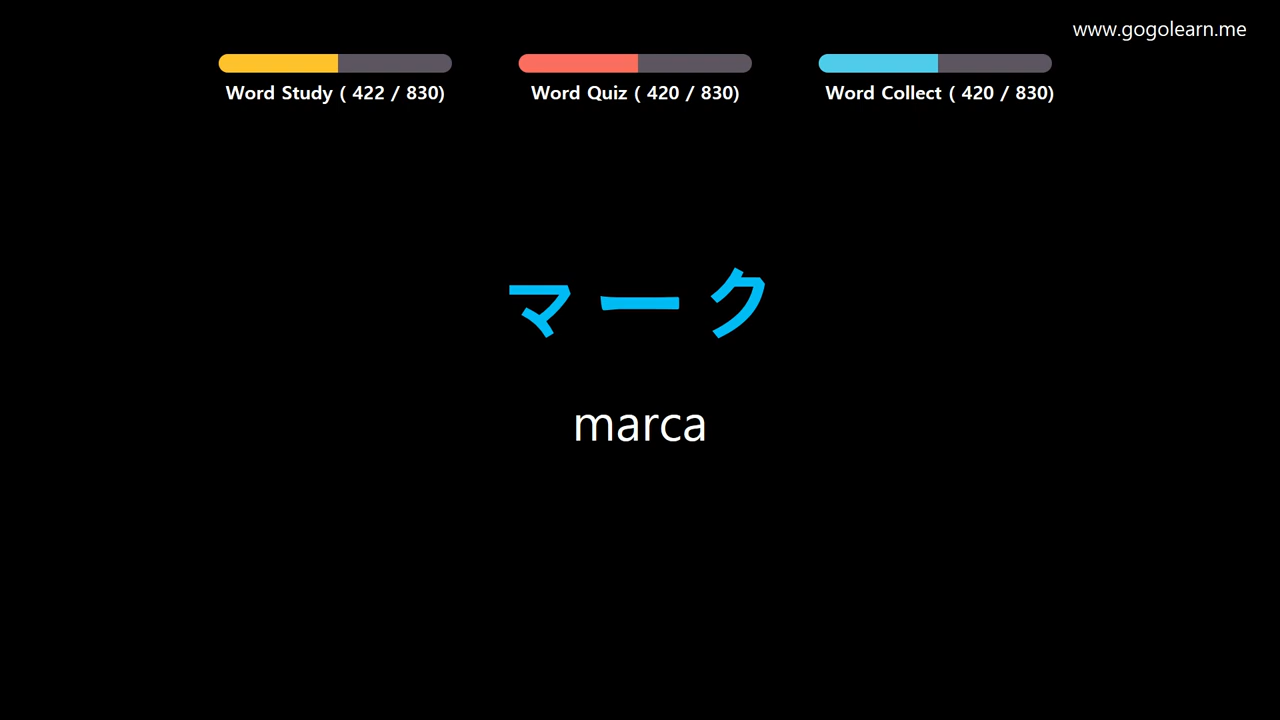 www.gogolearn.me
Word Study ( 422 / 830)
Word Quiz ( 420 / 830)
Word Collect ( 420 / 830)
マーク
marca